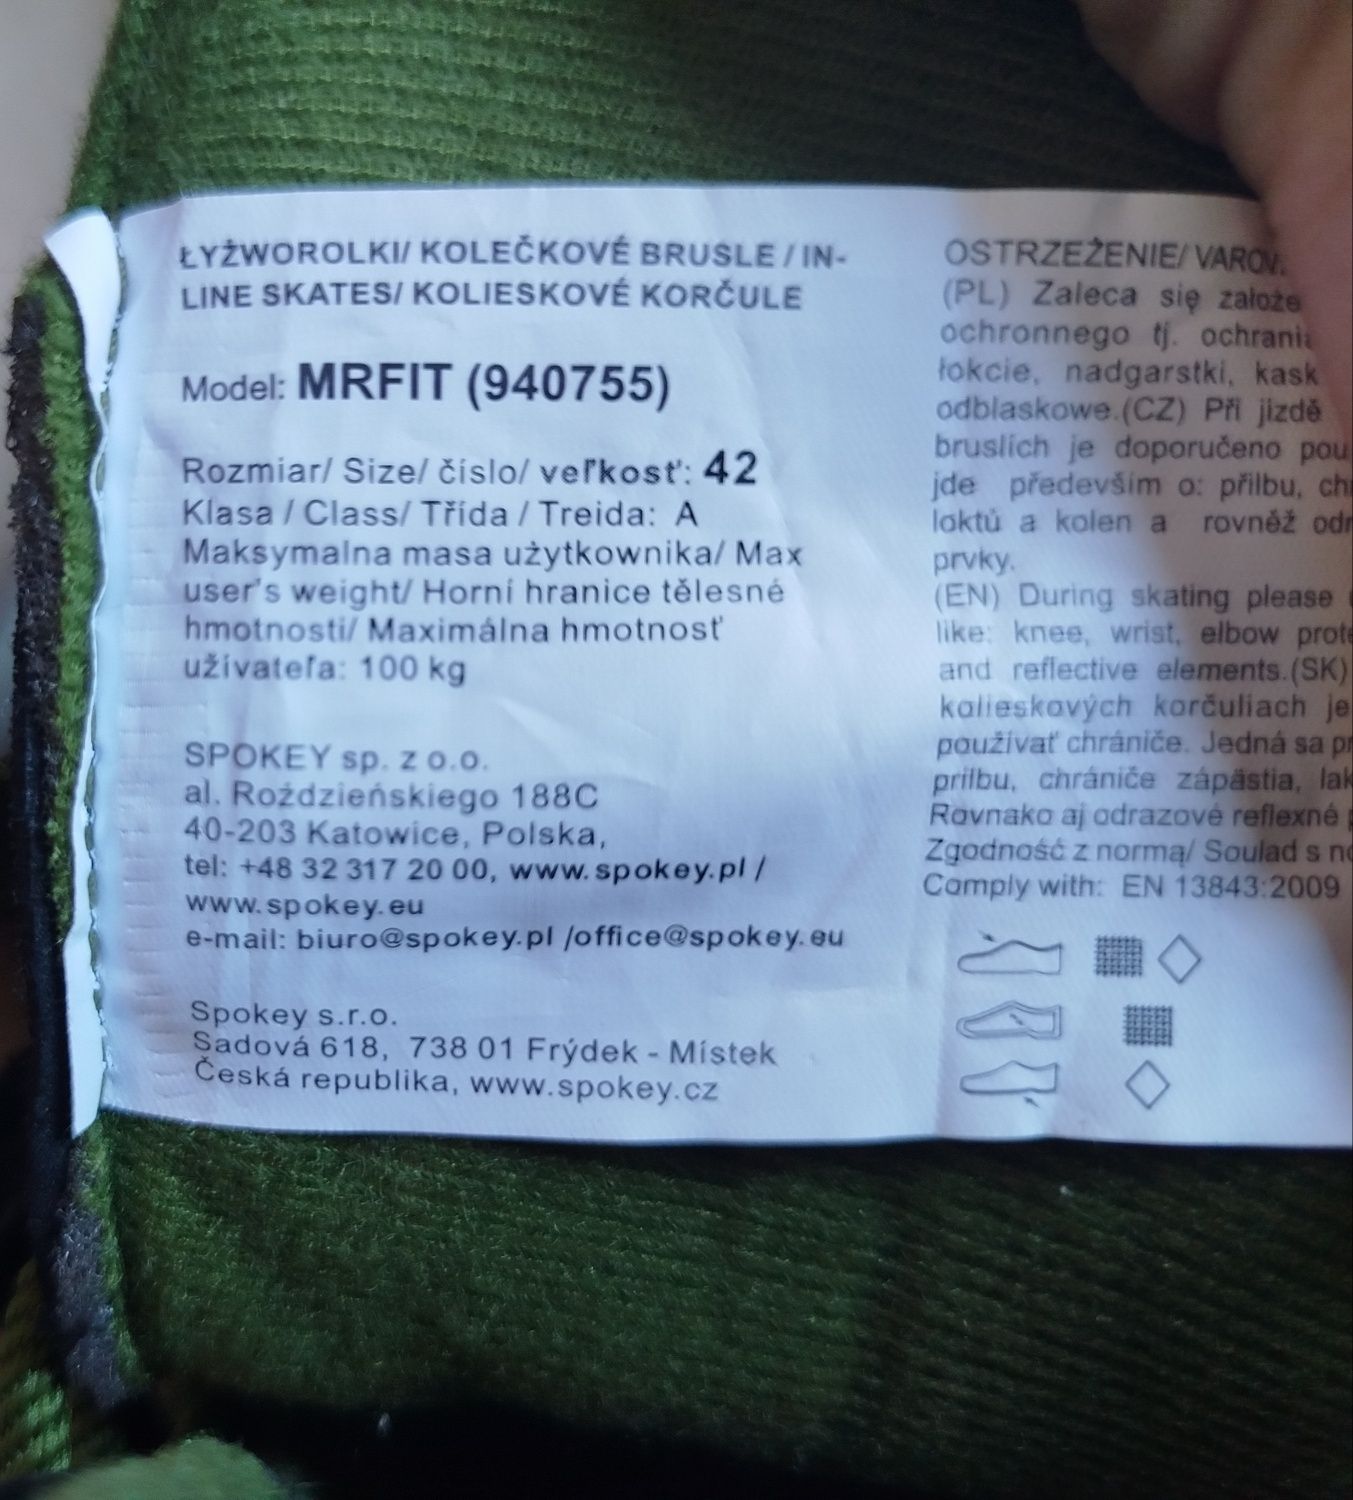 ŁYŻWOROLKI/ KOLEČKOVÉ BRUSLE / IN-
LINE SKATES/ KOLIESKOVÉ KORČULE
Model: MRFIT (940755)
Rozmiar/ Size/ číslo/ veľkosť: 42
Klasa / Class/ Třída / Treida: A
Maksymalna masa użytkownika/ Max
user's weight/ Horní hranice tělesné
hmotnosti/ Maximálna hmotnosť
užívateľa: 100 kg
SPOKEY sp. z o.o.
al. Roździeńskiego 188C
40-203 Katowice, Polska,
tel: +48 32 317 20 00, www.spokey.pl /
www.spokey.eu
e-mail: biuro@spokey.pl /office@spokey.eu
Spokey s.r.o.
Sadová 618, 738 01 Frýdek - Místek
Česká republika, www.spokey.cz
OSTRZEŻENIE/
(PL) Zaleca się
ochronnego tj.
łokcie, nadgarstki, kask
odblaskowe.(CZ) Při jizdě
bruslích je doporučeno
jde především o: přilbu,
loktů a kolen a rovněž
prvky.
(EN) During skating please
like: knee, wrist, elbow
and reflective elements.(SK)
kolieskových korčuliach je
používať chrániče. Jedná sa
prilbu, chrániče zápästia,
Rovnako aj odrazové reflexné
Zgodność z normą/ Soulad s
Comply with: EN 13843:2009